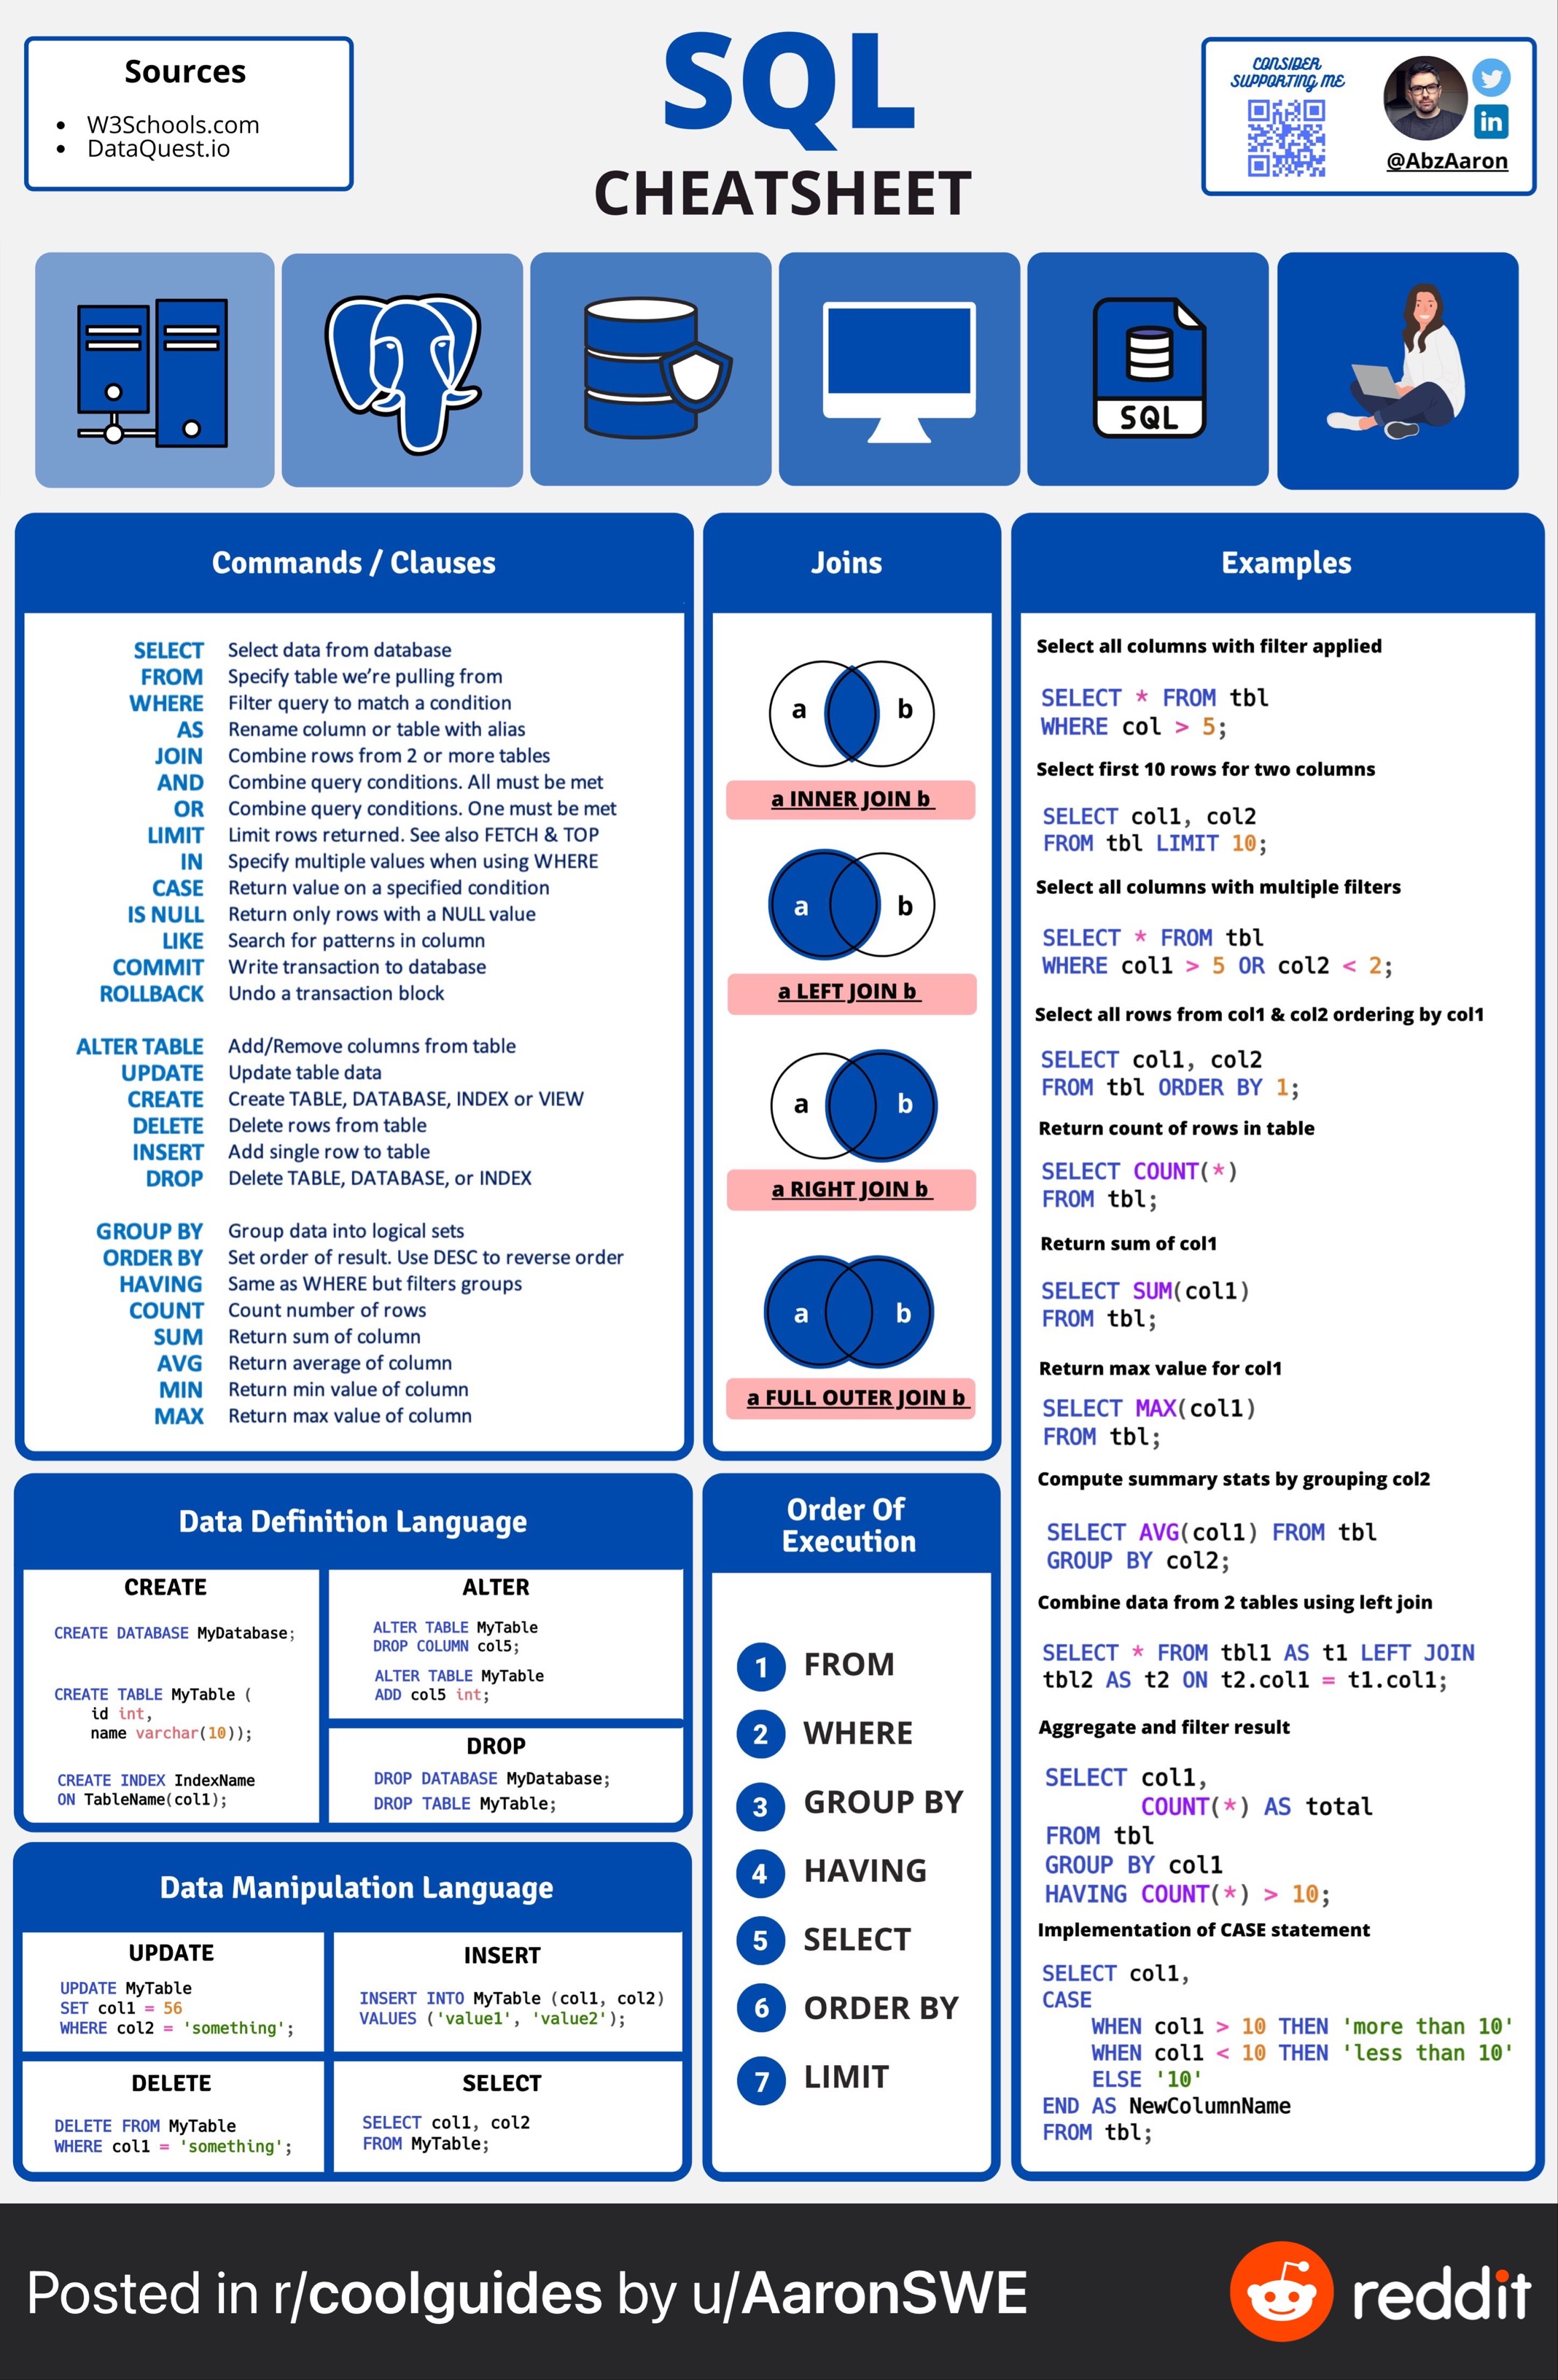 Sources
• W3Schools.com
• DataQuest.io
SQL
CHEATSHEET
CONSIDER
SUPPORTING ME
in
@AbzAaron
SQL
Commands / Clauses
SELECT Select data from database
FROM Specify table we’re pulling from
WHERE Filter query to match a condition
AS Rename column or table with alias
JOIN Combine rows from 2 or more tables
AND Combine query conditions. All must be met
OR Combine query conditions. One must be met
LIMIT Limit rows returned. See also FETCH & TOP
IN Specify multiple values when using WHERE
CASE Return value on a specified condition
IS NULL Return only rows with a NULL value
LIKE Search for patterns in column
COMMIT Write transaction to database
ROLLBACK Undo a transaction block
ALTER TABLE Add/Remove columns from table
UPDATE Update table data
CREATE Create TABLE, DATABASE, INDEX or VIEW
DELETE Delete rows from table
INSERT Add single row to table
DROP Delete TABLE, DATABASE, or INDEX
GROUP BY Group data into logical sets
ORDER BY Set order of result. Use DESC to reverse order
HAVING Same as WHERE but filters groups
COUNT Count number of rows
SUM Return sum of column
AVG Return average of column
MIN Return min value of column
MAX Return max value of column
Joins
a b
a INNER JOIN b
a b
a LEFT JOIN b
a b
a RIGHT JOIN b
a b
a FULL OUTER JOIN b
Examples
Select all columns with filter applied
SELECT * FROM tbl
WHERE col > 5;
Select first 10 rows for two columns
SELECT col1, col2
FROM tbl LIMIT 10;
Select all columns with multiple filters
SELECT * FROM tbl
WHERE col1 > 5 OR col2 < 2;
Select all rows from col1 & col2 ordering by col1
SELECT col1, col2
FROM tbl ORDER BY 1;
Return count of rows in table
SELECT COUNT(*)
FROM tbl;
Return sum of col1
SELECT SUM(col1)
FROM tbl;
Return max value for col1
SELECT MAX(col1)
FROM tbl;
Compute summary stats by grouping col2
SELECT AVG(col1) FROM tbl
GROUP BY col2;
Combine data from 2 tables using left join
SELECT * FROM tbl1 AS t1 LEFT JOIN
tbl2 AS t2 ON t2.col1 = t1.col1;
Aggregate and filter result
SELECT col1,
COUNT(*) AS total
FROM tbl
GROUP BY col1
HAVING COUNT(*) > 10;
Implementation of CASE statement
SELECT col1,
CASE
WHEN col1 > 10 THEN 'more than 10'
WHEN col1 < 10 THEN 'less than 10'
ELSE '10'
END AS NewColumnName
FROM tbl;
Data Definition Language
CREATE
CREATE DATABASE MyDatabase;
CREATE TABLE MyTable (
id int,
name varchar(10));
CREATE INDEX IndexName
ON TableName(col1);
ALTER
ALTER TABLE MyTable
DROP COLUMN col5;
ALTER TABLE MyTable
ADD col5 int;
DROP
DROP DATABASE MyDatabase;
DROP TABLE MyTable;
Data Manipulation Language
UPDATE
UPDATE MyTable
SET col1 = 56
WHERE col2 = 'something';
INSERT
INSERT INTO MyTable (col1, col2)
VALUES ('value1', 'value2');
DELETE
DELETE FROM MyTable
WHERE col1 = 'something';
SELECT
SELECT col1, col2
FROM MyTable;
Order Of
Execution
1 FROM
2 WHERE
3 GROUP BY
4 HAVING
5 SELECT
6 ORDER BY
7 LIMIT
Posted in r/coolguides by u/AaronSWE
reddit